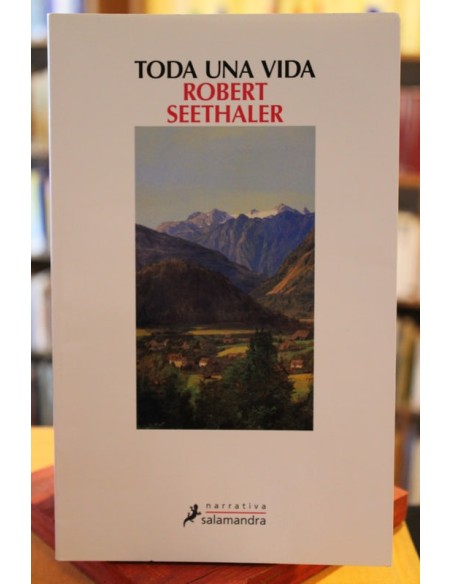 TODA UNA VIDA
ROBERT
SEETHALER
narrativa
salamandra